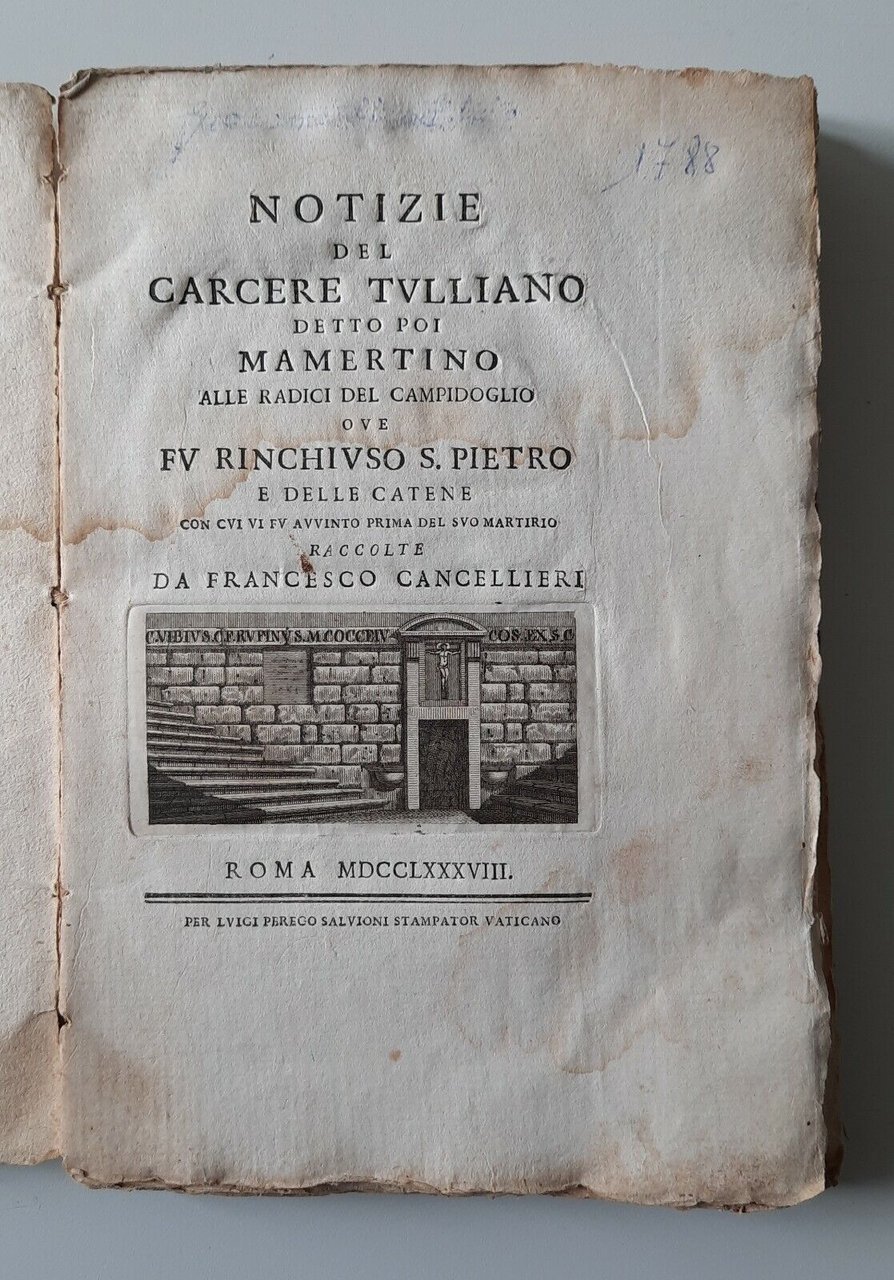 1788
NOTIZIE
DEL
CARCERE TVLLIANO
DETTO POI
MAMERTINO
ALLE RADICI DEL CAMPIDOGLIO
OVE
FV RINCHIVSO S. PIETRO
E DELLE CATENE
CON CVI VI FV AVVINTO PRIMA DEL SVO MARTIRIO
RACCOLTE
DA FRANCESCO CANCELLIERI
C.VIBIVS.C.F.RVFINVS.M.COCCEIV COS.EX.S.C
ROMA MDCCLXXXVIII.
PER LVIGI PEREGO SALVIONI STAMPATOR VATICANO